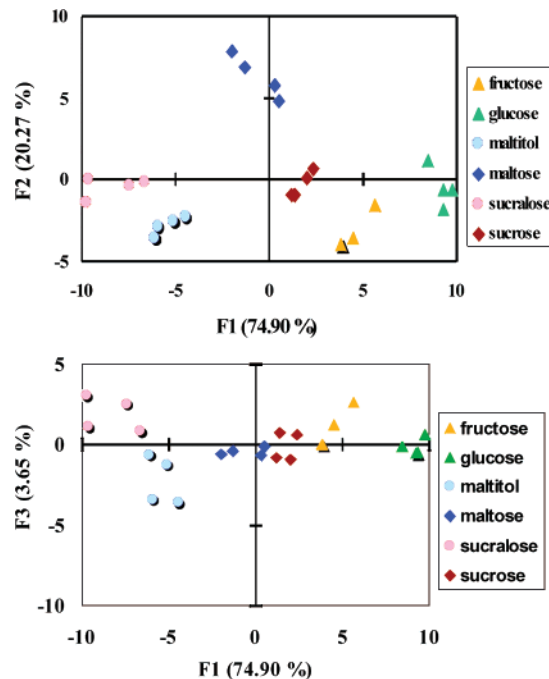 10
5
0
-5
-10 -5 0 5 10
F2 (20.27 %)
F1 (74.90 %)
fructose
glucose
maltitol
maltose
sucralose
sucrose
5
0
-5
-10
-10 -5 0 5 10
F3 (3.65 %)
F1 (74.90 %)
fructose
glucose
maltitol
maltose
sucralose
sucrose